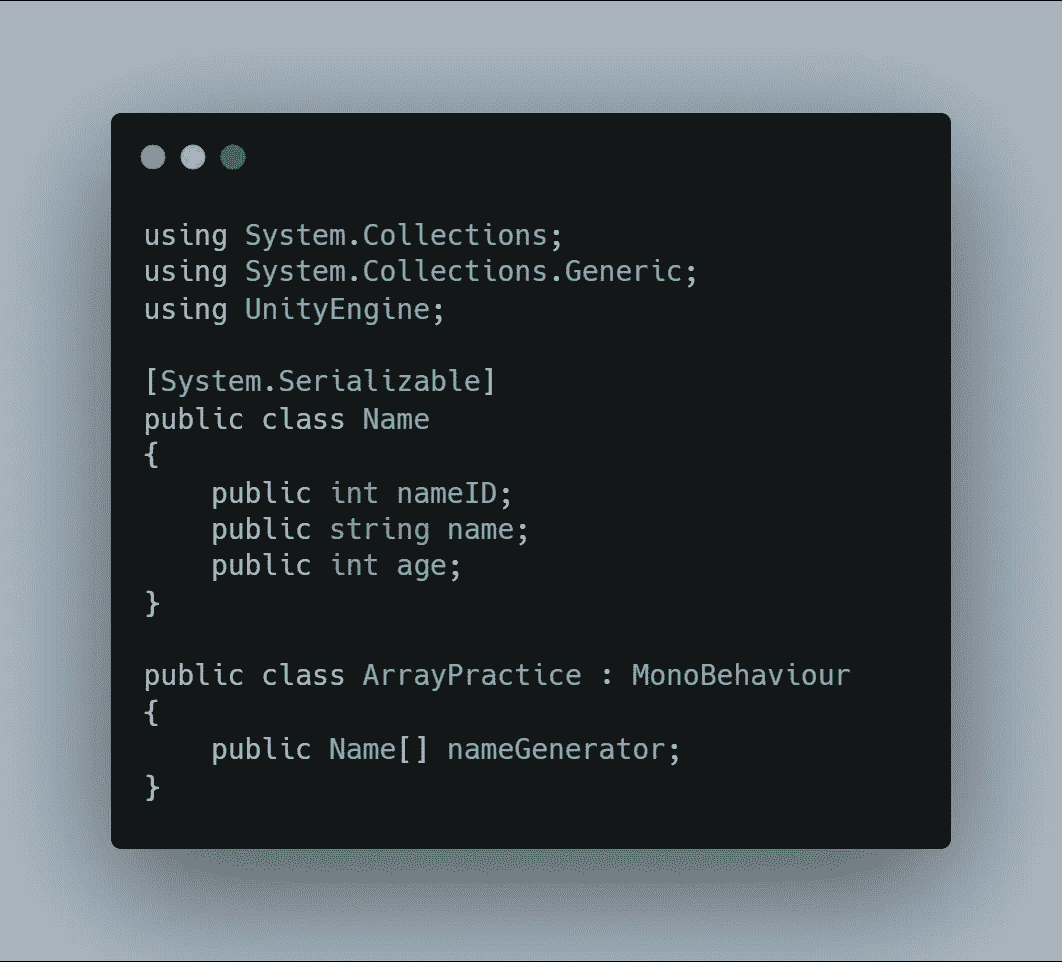 using System.Collections;
using System.Collections.Generic;
using UnityEngine;

[System.Serializable]
public class Name
{
    public int nameID;
    public string name;
    public int age;
}

public class ArrayPractice : MonoBehaviour
{
    public Name[] nameGenerator;
}